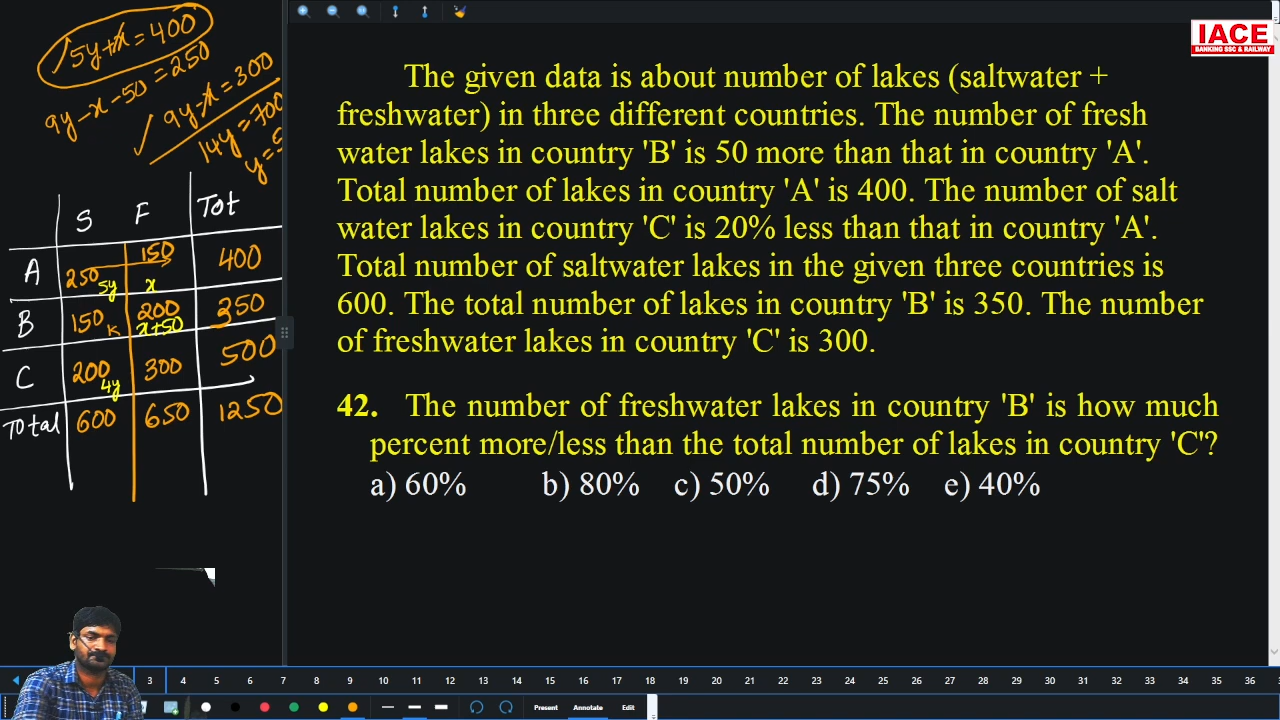 IACE
BANKING SSC & RAILWAY
5y+x=400
9y-x-50=250
9y-x=300
14y=700
The given data is about number of lakes (saltwater +
freshwater) in three different countries. The number of fresh
water lakes in country 'B' is 50 more than that in country 'A'.
Total number of lakes in country 'A' is 400. The number of salt
water lakes in country 'C' is 20% less than that in country 'A'.
Total number of saltwater lakes in the given three countries is
600. The total number of lakes in country 'B' is 350. The number
of freshwater lakes in country 'C' is 300.
S F Tot
A 250 5y 150 x 400
B 150 200 x+50 350
C 200 4y 300 500
Total 600 650 1250
42. The number of freshwater lakes in country 'B' is how much
percent more/less than the total number of lakes in country 'C'?
a) 60% b) 80% c) 50% d) 75% e) 40%
3 4 5 6 7 8 9 10 11 12 13 14 15 16 17 18 19 20 21 22 23 24 25 26 27 28 29 30 31 32 33 34 35 36
Present Annotate Edit